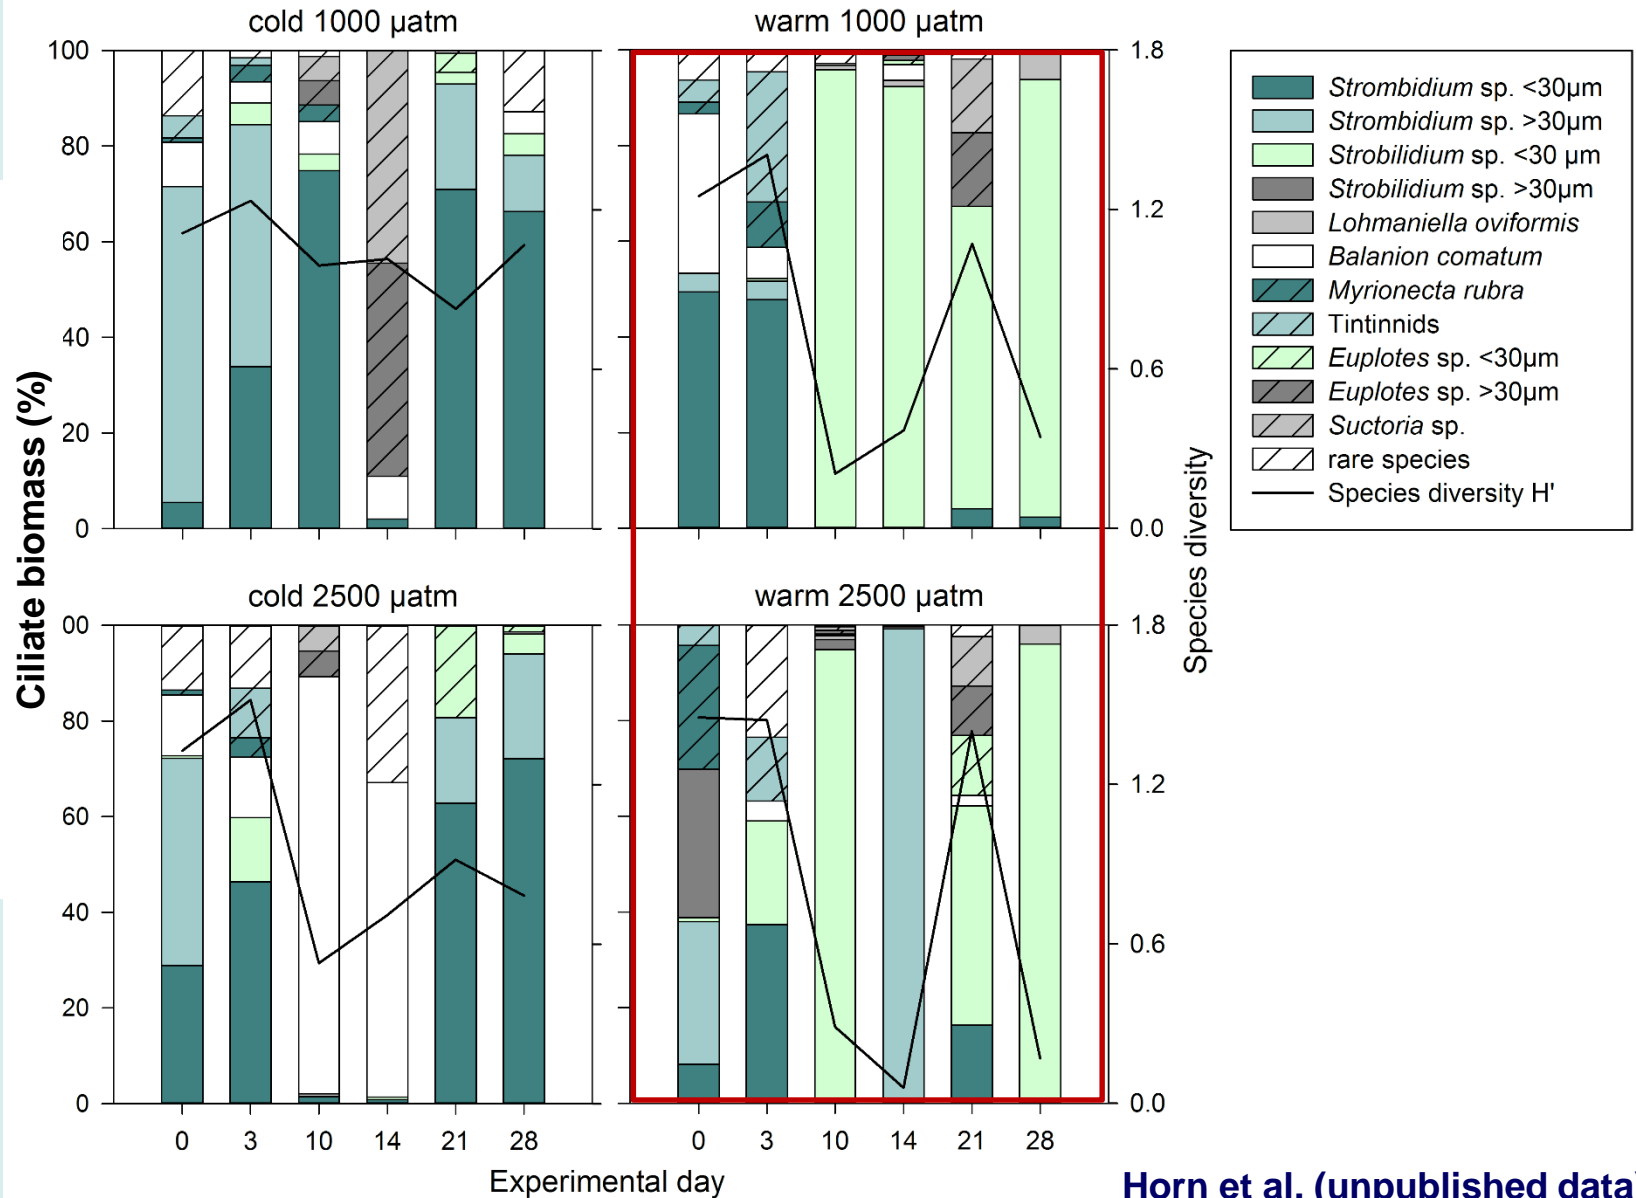 cold 1000 µatm
warm 1000 µatm
100
80
60
40
20
0
1.8
1.2
0.6
0.0
Strombidium sp. <30µm
Strombidium sp. >30µm
Strobilidium sp. <30 µm
Strobilidium sp. >30µm
Lohmaniella oviformis
Balanion comatum
Myrionecta rubra
Tintinnids
Euplotes sp. <30µm
Euplotes sp. >30µm
Suctoria sp.
rare species
Species diversity H'
Ciliate biomass (%)
Species diversity
cold 2500 µatm
warm 2500 µatm
00
80
60
40
20
0
1.8
1.2
0.6
0.0
0 3 10 14 21 28
0 3 10 14 21 28
Experimental day
Horn et al. (unpublished data)